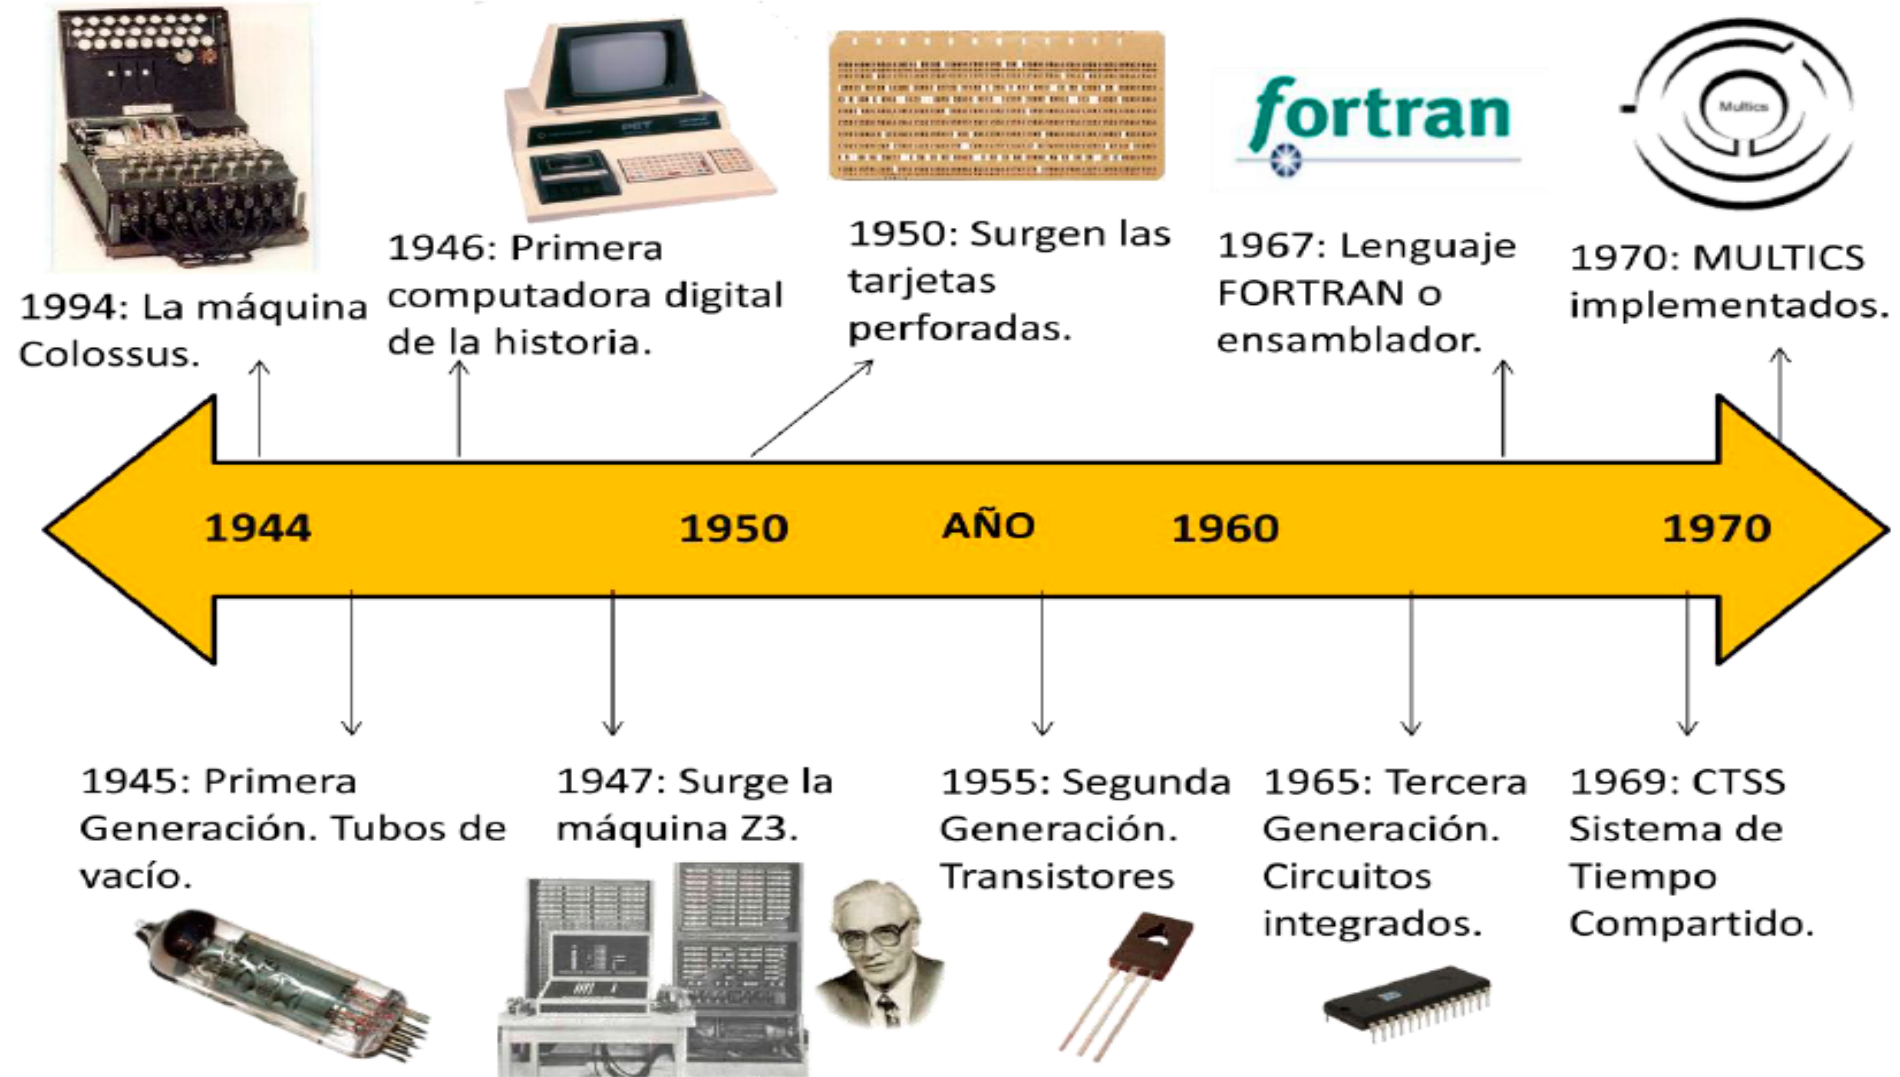 fortran
Multics
1994: La máquina
Colossus.
1946: Primera
computadora digital
de la historia.
1950: Surgen las
tarjetas
perforadas.
1967: Lenguaje
FORTRAN o
ensamblador.
1970: MULTICS
implementados.
1944
1950
AÑO
1960
1970
1945: Primera
Generación. Tubos de
vacío.
1947: Surge la
máquina Z3.
1955: Segunda
Generación.
Transistores
1965: Tercera
Generación.
Circuitos
integrados.
1969: CTSS
Sistema de
Tiempo
Compartido.